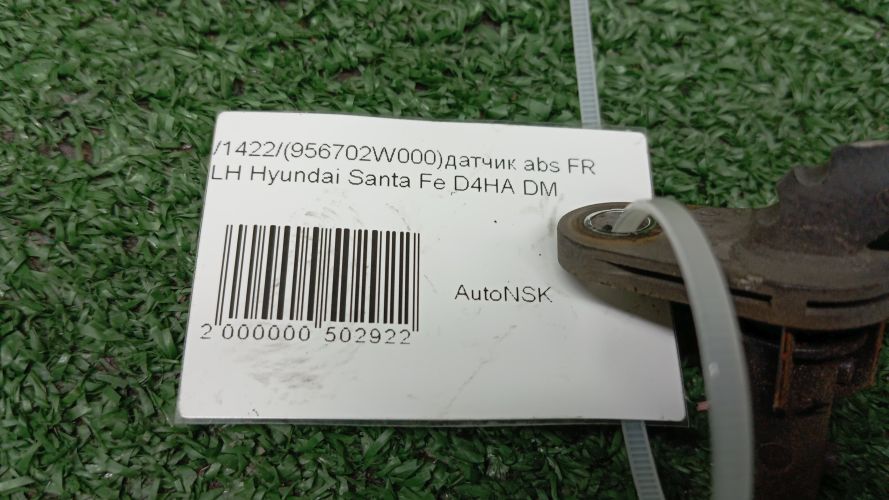 /1422/(956702W000)датчик abs FR
LH Hyundai Santa Fe D4HA DM
AutoNSK
2 000000 502922